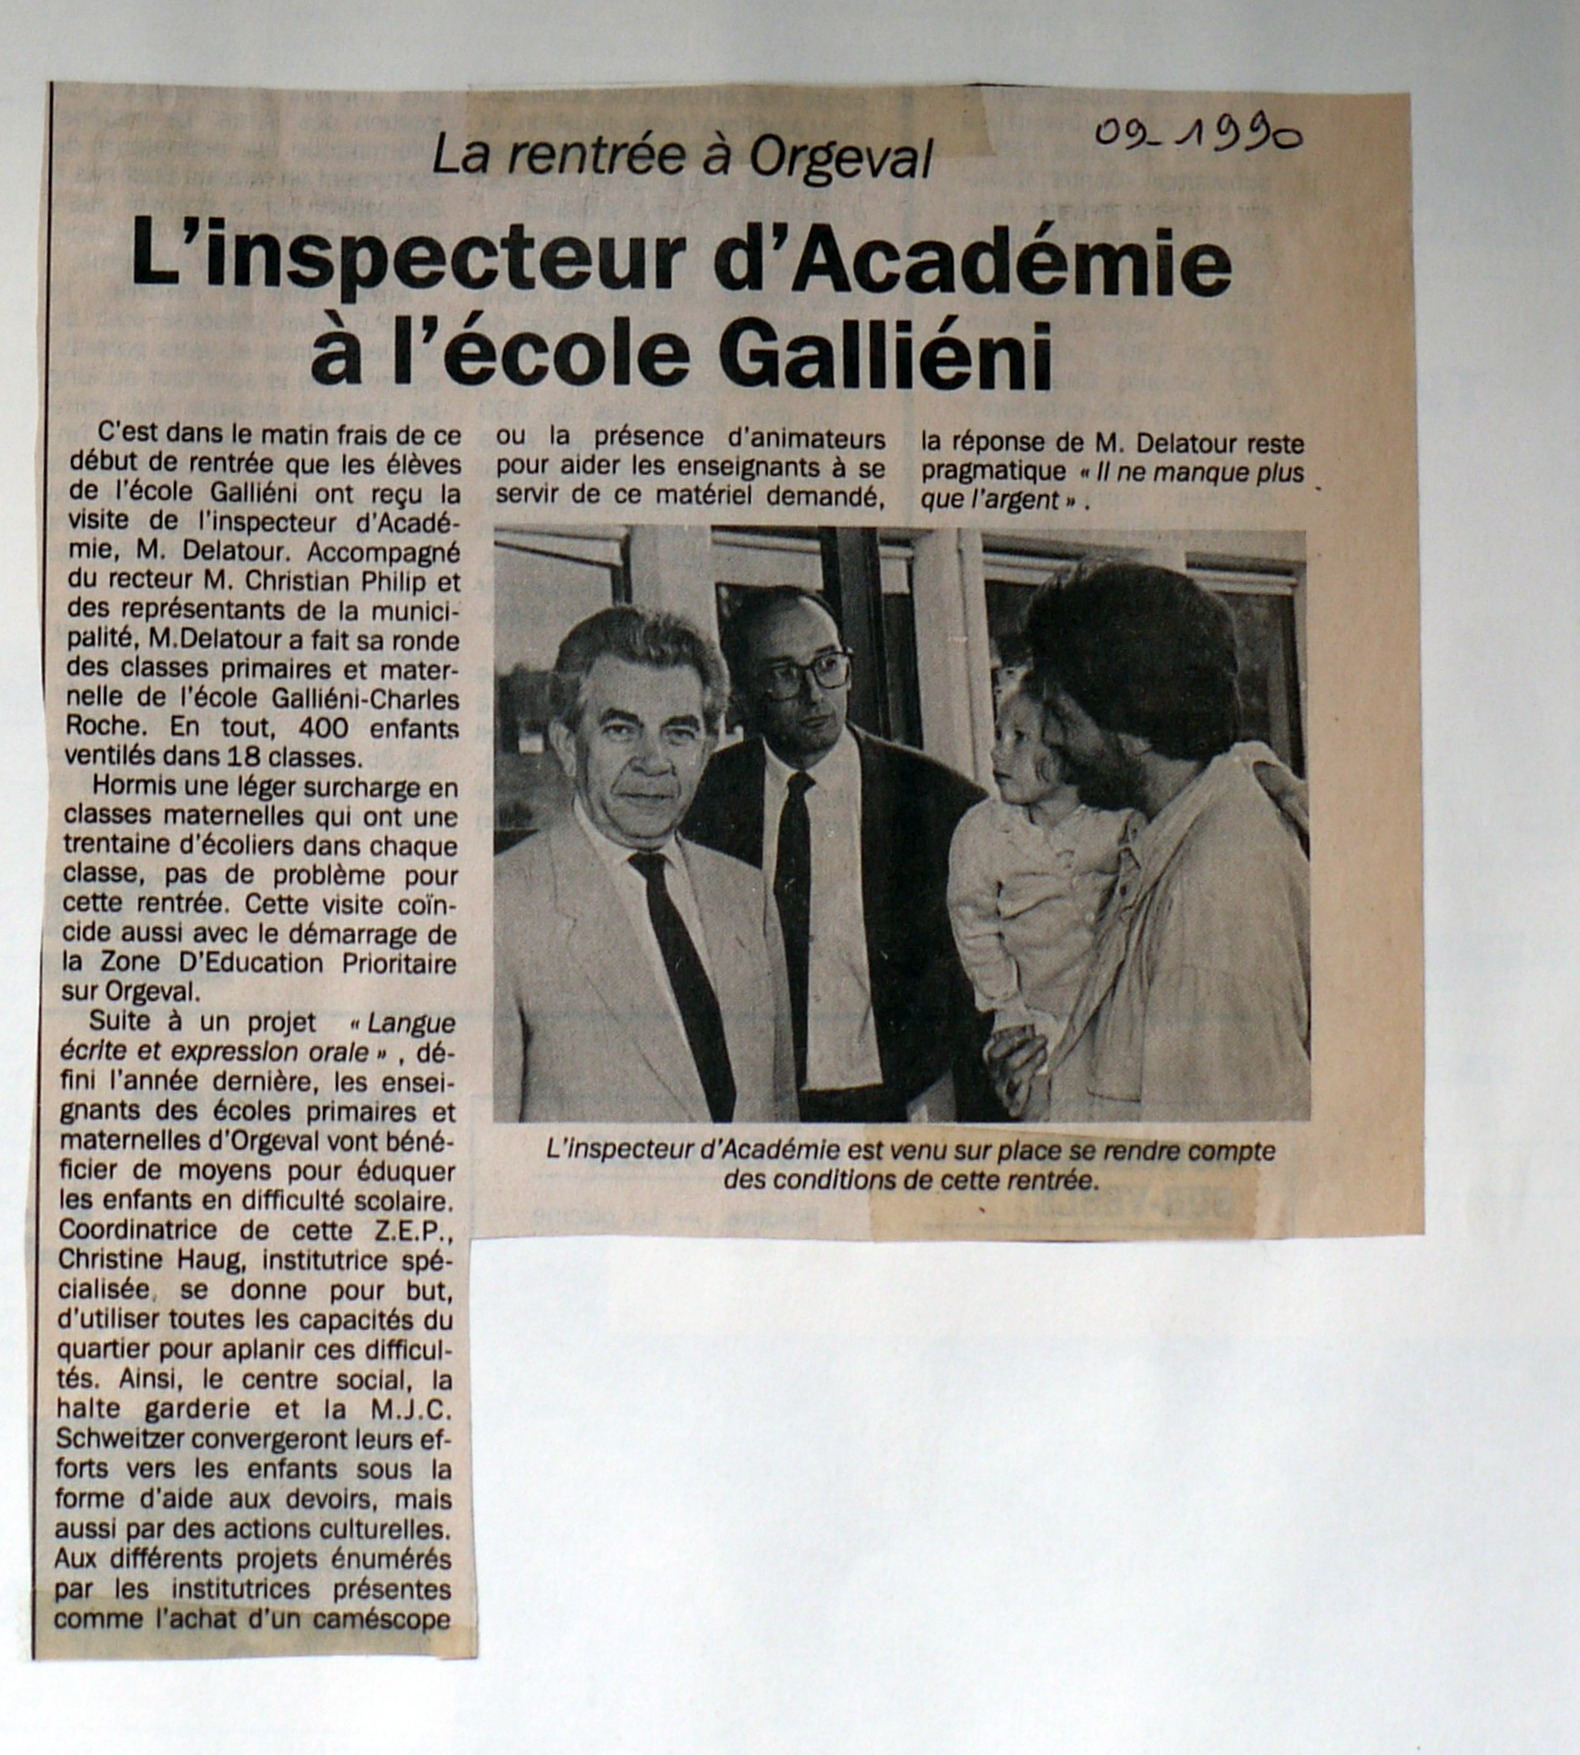 09-1990
La rentrée à Orgeval
L'inspecteur d'Académie
à l'école Galliéni
C'est dans le matin frais de ce
début de rentrée que les élèves
de l'école Galliéni ont reçu la
visite de l'inspecteur d'Acadé-
mie, M. Delatour. Accompagné
du recteur M. Christian Philip et
des représentants de la munici-
palité, M.Delatour a fait sa ronde
des classes primaires et mater-
nelle de l'école Galliéni-Charles
Roche. En tout, 400 enfants
ventilés dans 18 classes.
Hormis une léger surcharge en
classes maternelles qui ont une
trentaine d'écoliers dans chaque
classe, pas de problème pour
cette rentrée. Cette visite coïn-
cide aussi avec le démarrage de
la Zone D'Education Prioritaire
sur Orgeval.
Suite à un projet « Langue
écrite et expression orale » , dé-
fini l'année dernière, les ensei-
gnants des écoles primaires et
maternelles d'Orgeval vont béné-
ficier de moyens pour éduquer
les enfants en difficulté scolaire.
Coordinatrice de cette Z.E.P.,
Christine Haug, institutrice spé-
cialisée, se donne pour but,
d'utiliser toutes les capacités du
quartier pour aplanir ces difficul-
tés. Ainsi, le centre social, la
halte garderie et la M.J.C.
Schweitzer convergeront leurs ef-
forts vers les enfants sous la
forme d'aide aux devoirs, mais
aussi par des actions culturelles.
Aux différents projets énumérés
par les institutrices présentes
comme l'achat d'un caméscope
ou la présence d'animateurs
pour aider les enseignants à se
servir de ce matériel demandé,
la réponse de M. Delatour reste
pragmatique « Il ne manque plus
que l'argent » .
L'inspecteur d'Académie est venu sur place se rendre compte
des conditions de cette rentrée.